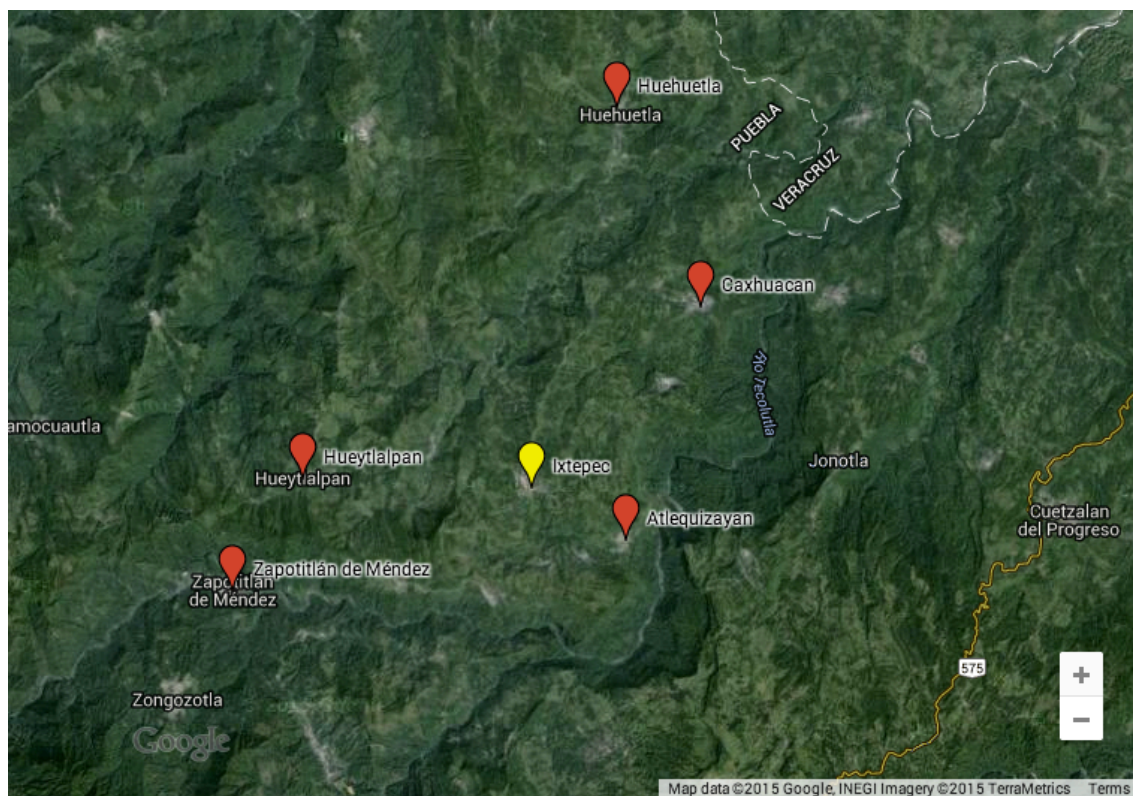 Huehuetla
Huehuetla
PUEBLA
VERACRUZ
Caxhuacan
Río Tecolutla
amocuautla
Hueytlalpan
Hueytlalpan
Ixtepec
Jonotla
Atlequizayan
Cuetzalan
del Progreso
Zapotitlán de Méndez
Zapotitlán
de Méndez
575
Zongozotla
Google
+
−
Map data ©2015 Google, INEGI Imagery ©2015 TerraMetrics Terms